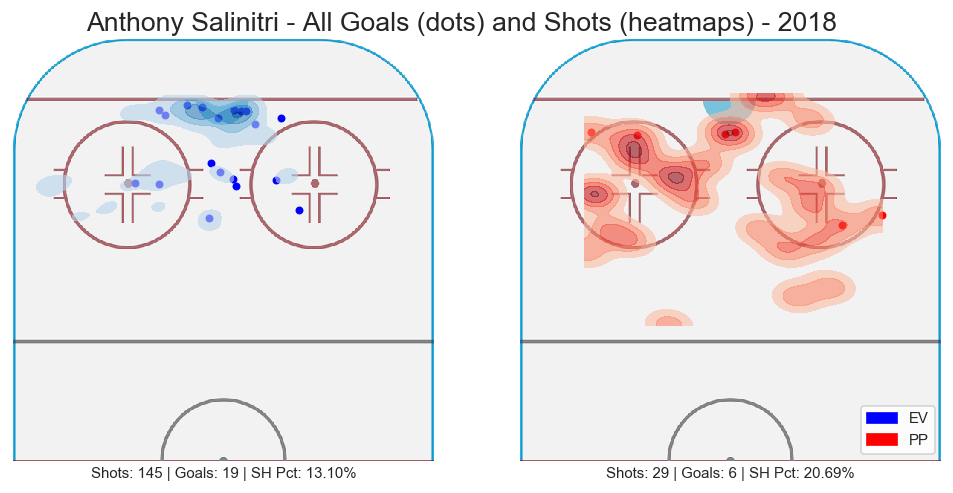 Anthony Salinitri - All Goals (dots) and Shots (heatmaps) - 2018
EV
PP
Shots: 145 | Goals: 19 | SH Pct: 13.10%
Shots: 29 | Goals: 6 | SH Pct: 20.69%